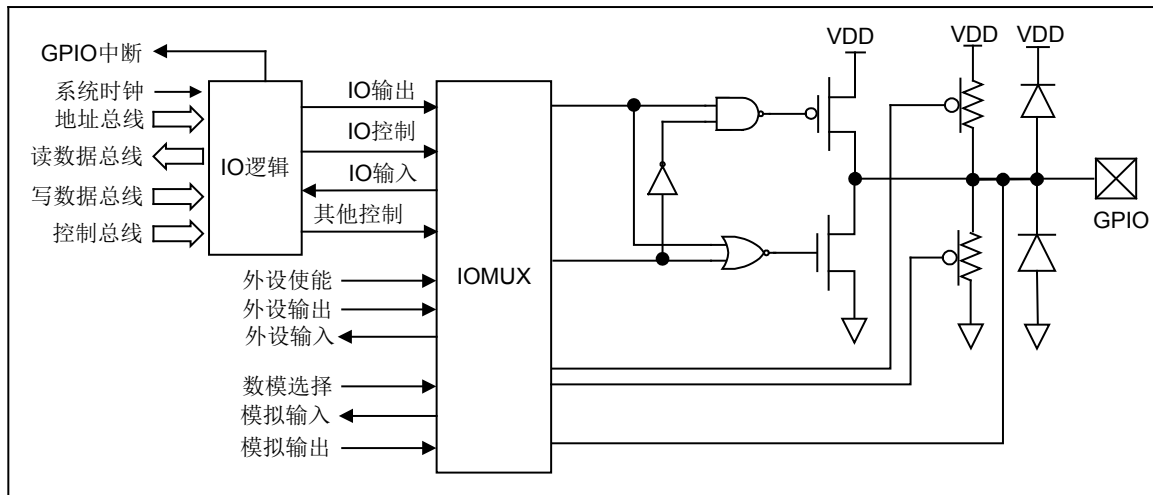 GPIO中断
系统时钟
地址总线
读数据总线
写数据总线
控制总线
IO逻辑
IO输出
IO控制
IO输入
其他控制
外设使能
外设输出
外设输入
数模选择
模拟输入
模拟输出
IOMUX
VDD
VDD
VDD
GPIO